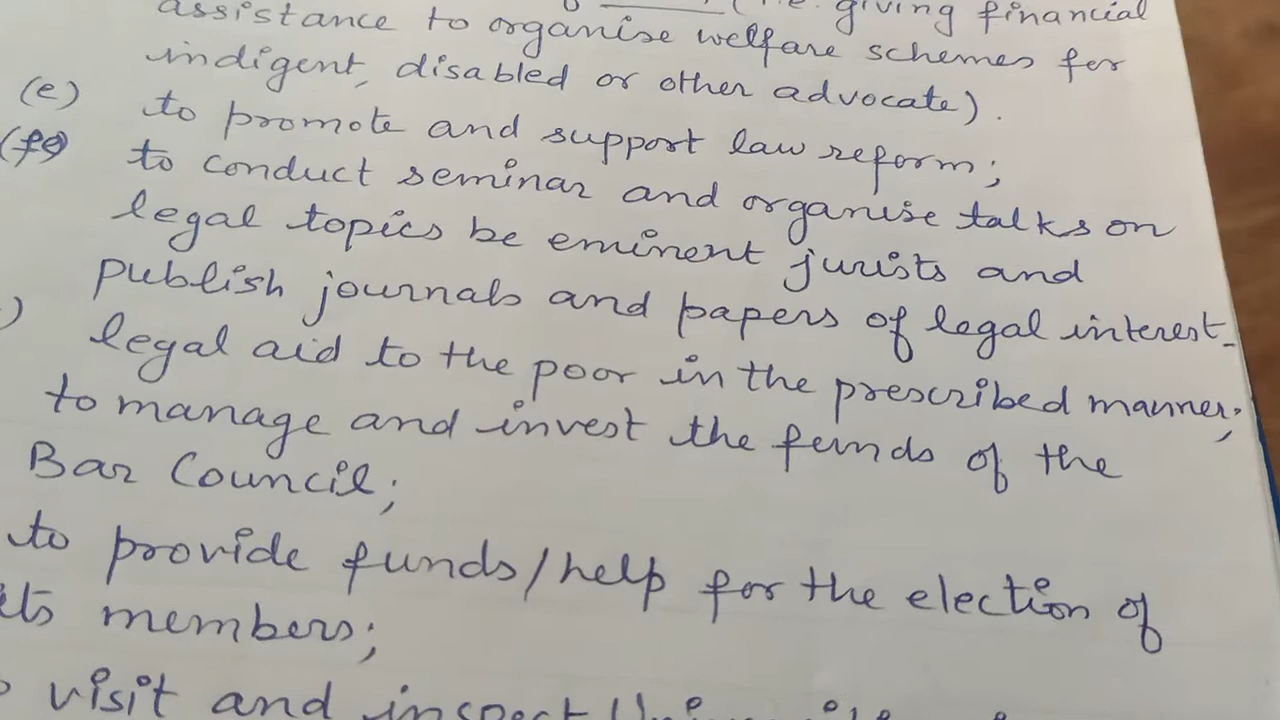 (i.e. giving financial
assistance to organise welfare schemes for
indigent, disabled or other advocate).
(e) to promote and support law reform;
to conduct seminar and organise talks on
legal topics be eminent jurists and
publish journals and papers of legal interest
legal aid to the poor in the prescribed manner;
to manage and invest the funds of the
Bar Council;
to provide funds/help for the election of
its members;
visit and inspect